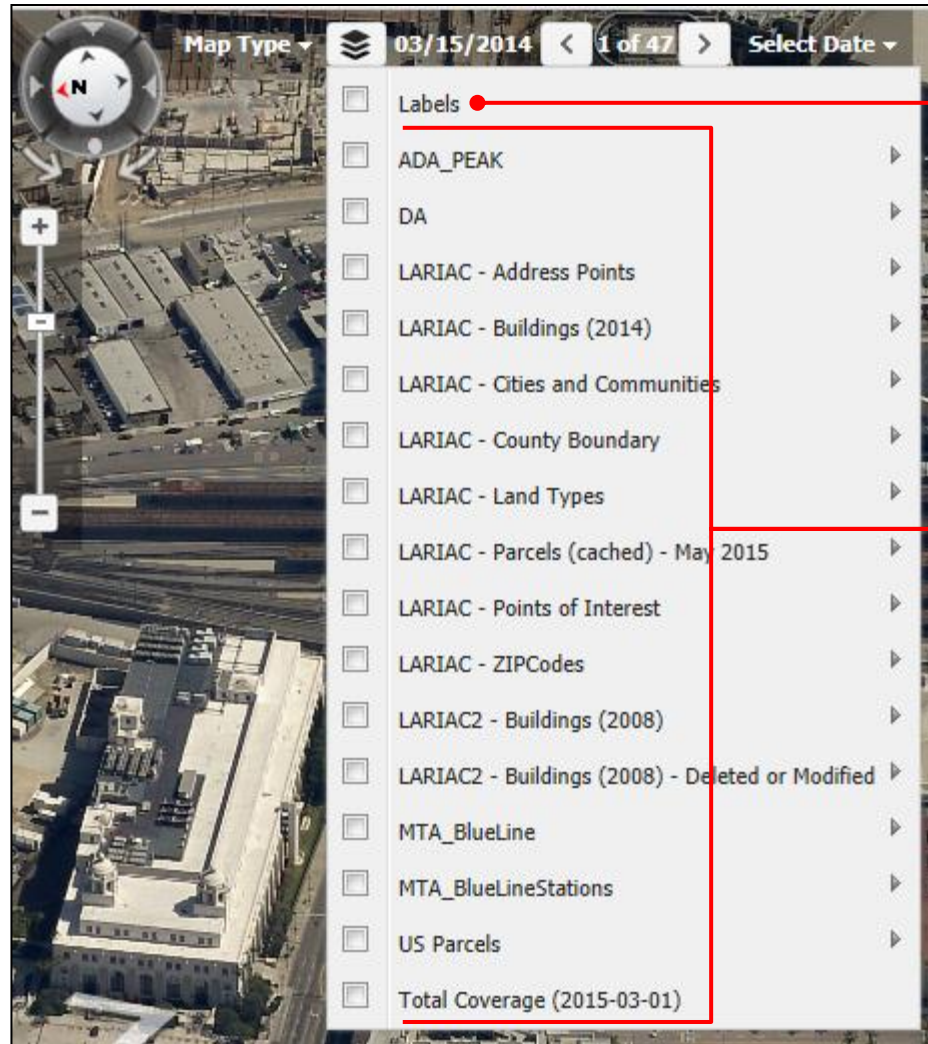 Map Type
03/15/2014 < 1 of 47 > Select Date
N
Labels
ADA_PEAK
DA
LARIAC - Address Points
LARIAC - Buildings (2014)
LARIAC - Cities and Communities
LARIAC - County Boundary
LARIAC - Land Types
LARIAC - Parcels (cached) - May 2015
LARIAC - Points of Interest
LARIAC - ZIPCodes
LARIAC2 - Buildings (2008)
LARIAC2 - Buildings (2008) - Deleted or Modified
MTA_BlueLine
MTA_BlueLineStations
US Parcels
Total Coverage (2015-03-01)